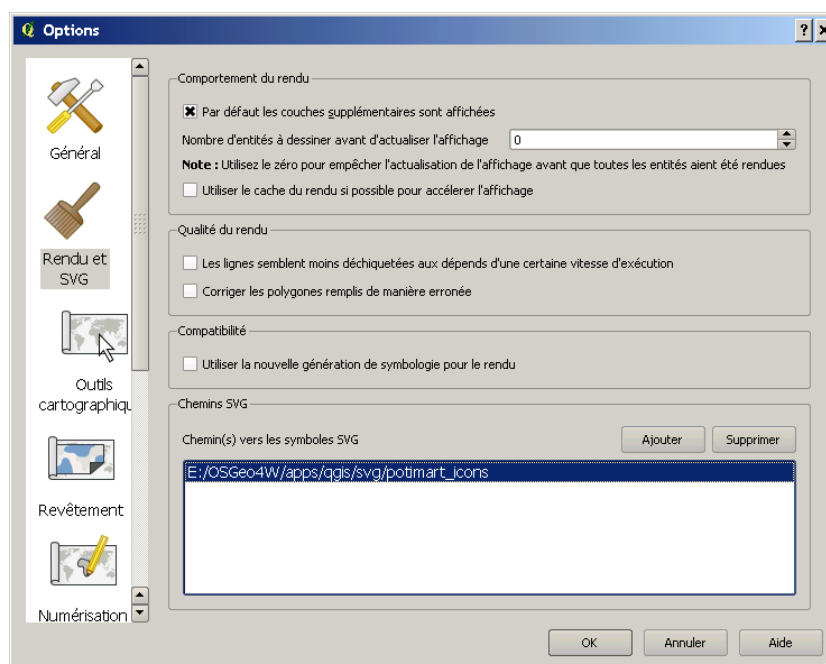 Options
Général
Rendu et
SVG
Outils
cartographiqu
Revêtement
Numérisation
Comportement du rendu
Par défaut les couches supplémentaires sont affichées
Nombre d'entités à dessiner avant d'actualiser l'affichage 0
Note : Utilisez le zéro pour empêcher l'actualisation de l'affichage avant que toutes les entités aient été rendues
Utiliser le cache du rendu si possible pour accélerer l'affichage
Qualité du rendu
Les lignes semblent moins déchiquetées aux dépends d'une certaine vitesse d'exécution
Corriger les polygones remplis de manière erronée
Compatibilité
Utiliser la nouvelle génération de symbologie pour le rendu
Chemins SVG
Chemin(s) vers les symboles SVG Ajouter Supprimer
E:/OSGeo4W/apps/qgis/svg/potimart_icons
OK Annuler Aide